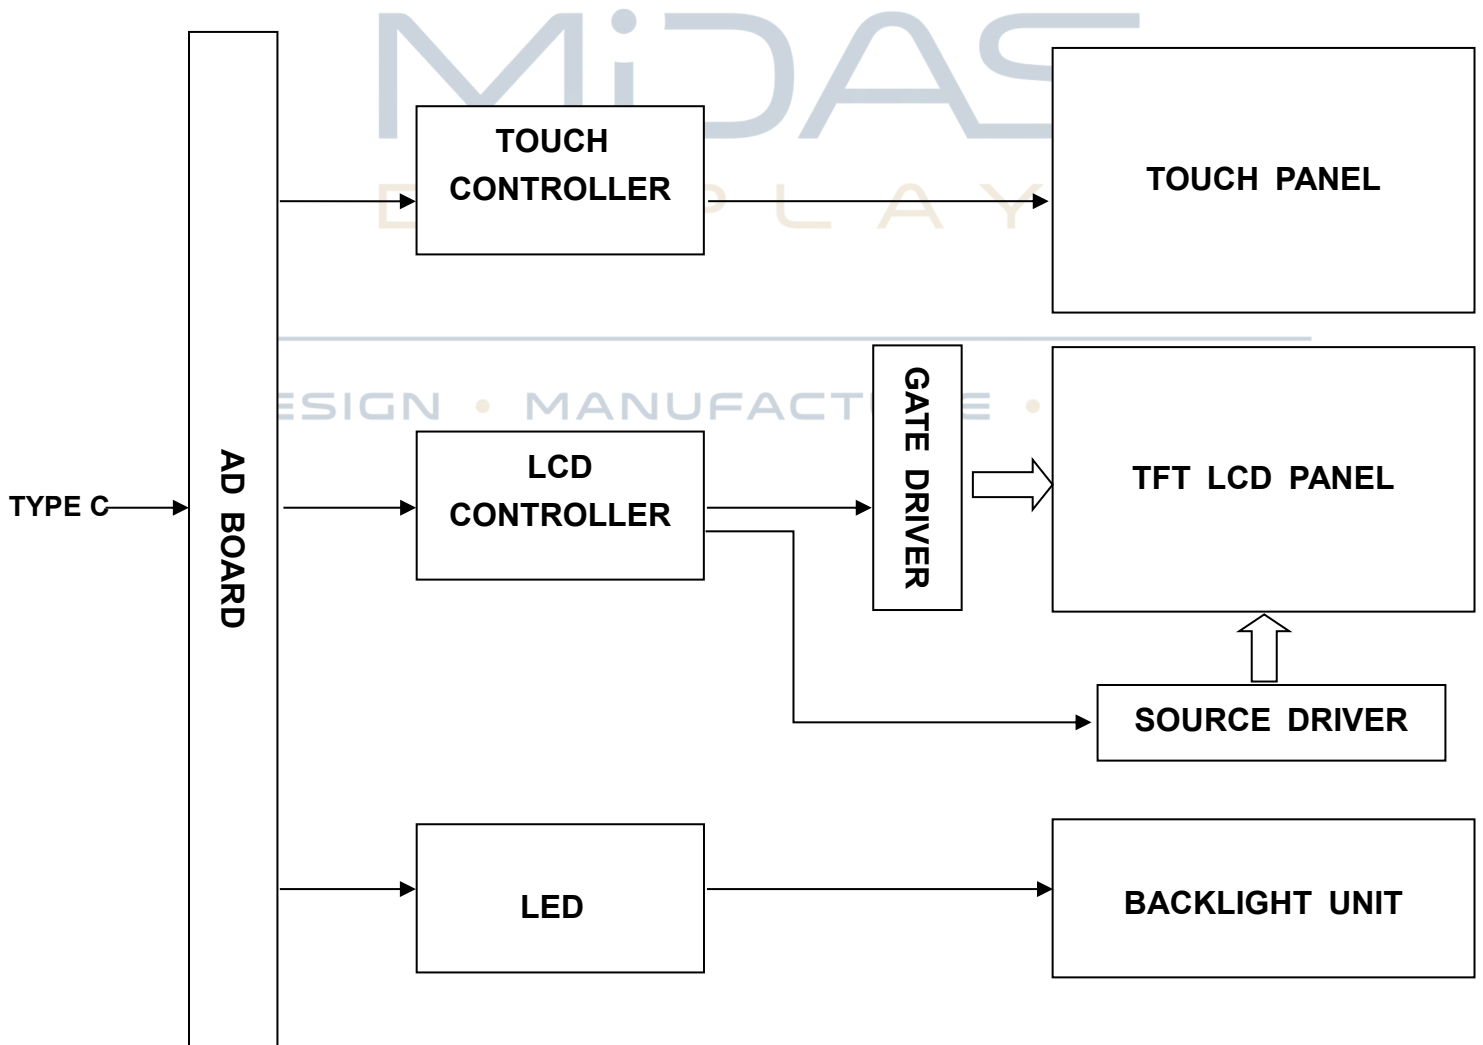 MiDAS
TOUCH
CONTROLLER
TOUCH PANEL
GATE DRIVER
LCD
CONTROLLER
TFT LCD PANEL
TYPE C
AD BOARD
SOURCE DRIVER
LED
BACKLIGHT UNIT